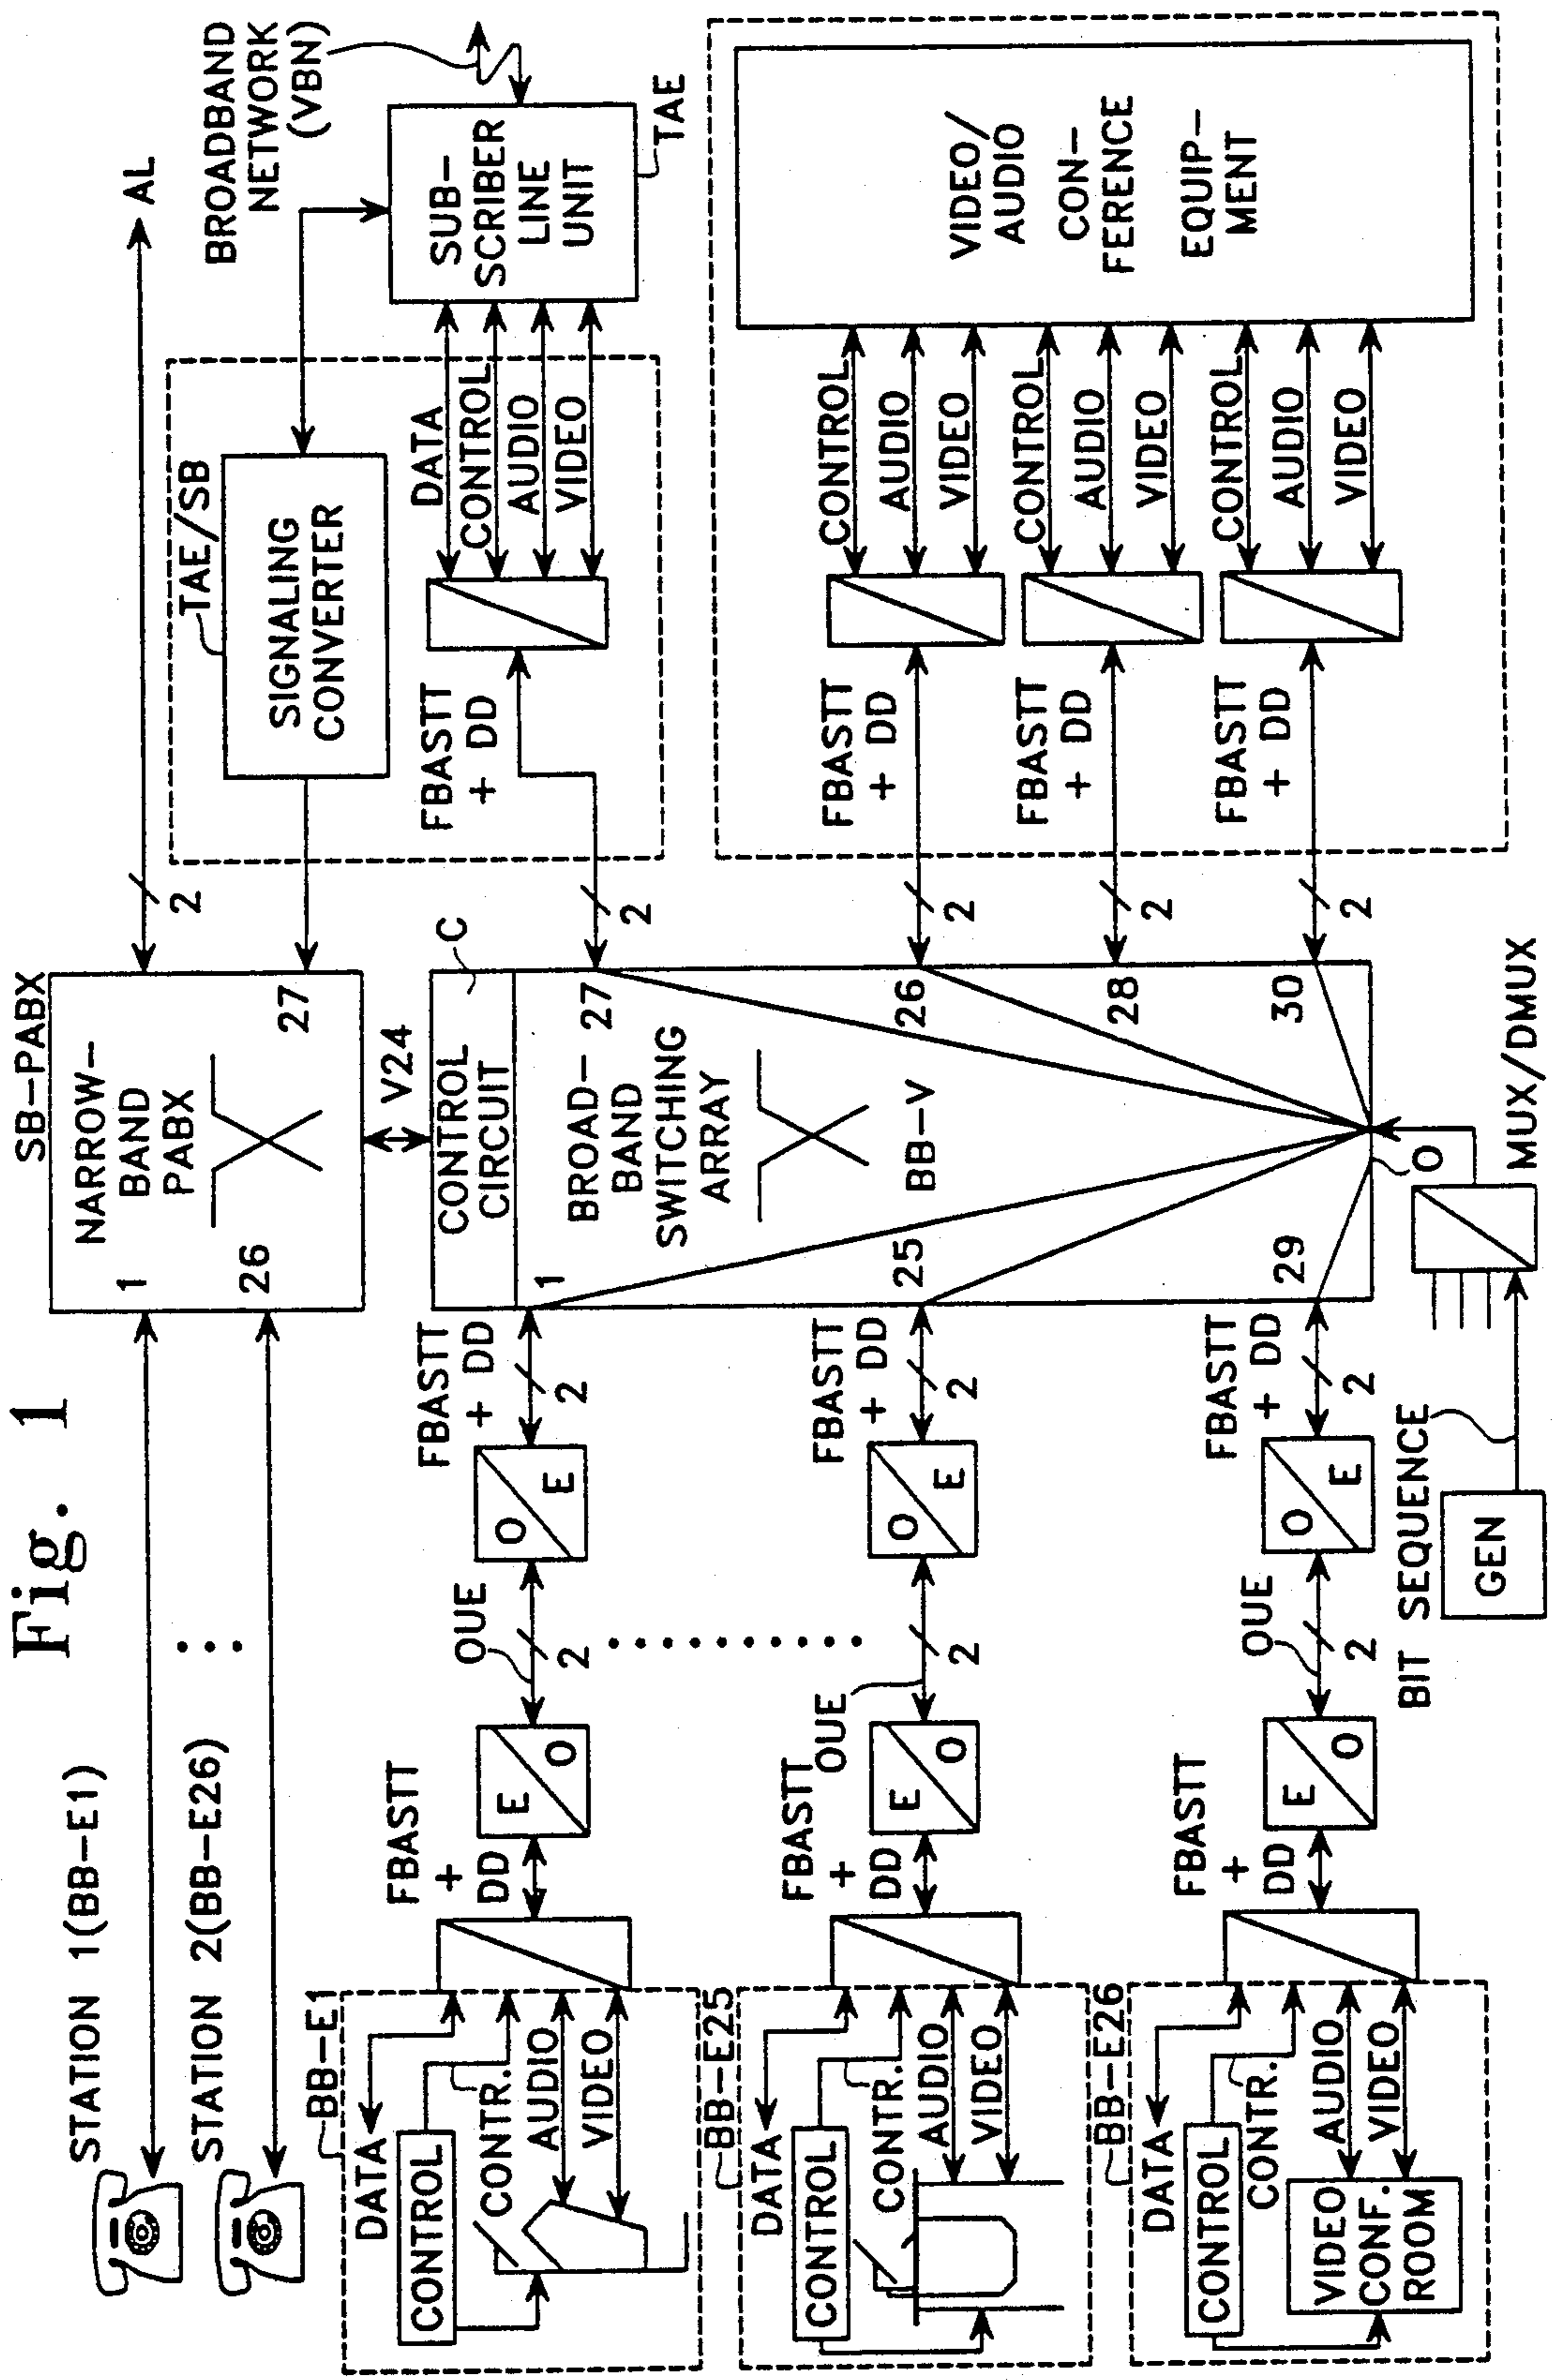 Fig. 1
STATION 1(BB-E1)
STATION 2(BB-E26)
SB-PABX
NARROW-
BAND
PABX
1
26
27
2
AL
BROADBAND
NETWORK
(VBN)
TAE/SB
SIGNALING
CONVERTER
SUB-
SCRIBER
LINE
UNIT
TAE
DATA
CONTROL
AUDIO
VIDEO
FBASTT
+ DD
2
V24
C
CONTROL
CIRCUIT
BROAD-
BAND
SWITCHING
ARRAY
BB-V
1
25
29
27
26
28
30
O
BB-E1
DATA
CONTROL
CONTR.
AUDIO
VIDEO
FBASTT
+
DD
E
O
OUE
2
O
E
FBASTT
+ DD
2
BB-E25
DATA
CONTROL
CONTR.
AUDIO
VIDEO
FBASTT
+
DD
E
O
OUE
2
O
E
FBASTT
+ DD
2
BB-E26
DATA
CONTROL
CONTR.
VIDEO
CONF.
ROOM
AUDIO
VIDEO
FBASTT
+
DD
E
O
OUE
2
O
E
FBASTT
+ DD
2
BIT SEQUENCE
GEN
MUX/DMUX
2
FBASTT
+ DD
CONTROL
AUDIO
VIDEO
2
FBASTT
+ DD
CONTROL
AUDIO
VIDEO
2
FBASTT
+ DD
CONTROL
AUDIO
VIDEO
VIDEO/
AUDIO
CON-
FERENCE
EQUIP-
MENT